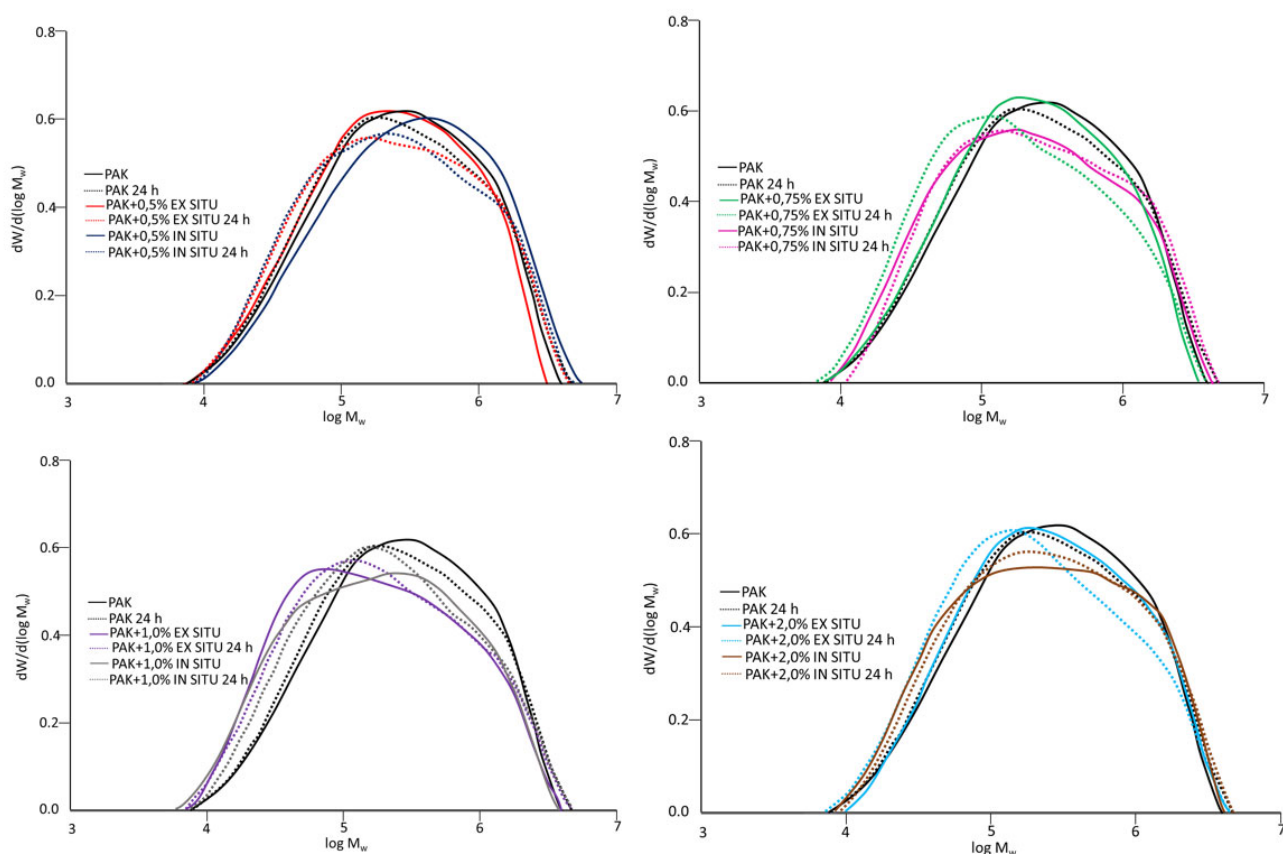 0.8
0.6
0.4
0.2
0.0
dW/d(log Mw)
PAK
PAK 24 h
PAK+0,5% EX SITU
PAK+0,5% EX SITU 24 h
PAK+0,5% IN SITU
PAK+0,5% IN SITU 24 h
3 4 5 6 7
log Mw
0.8
0.6
0.4
0.2
0.0
dW/d(log Mw)
PAK
PAK 24 h
PAK+0,75% EX SITU
PAK+0,75% EX SITU 24 h
PAK+0,75% IN SITU
PAK+0,75% IN SITU 24 h
3 4 5 6 7
log Mw
0.8
0.6
0.4
0.2
0.0
dW/d(log Mw)
PAK
PAK 24 h
PAK+1,0% EX SITU
PAK+1,0% EX SITU 24 h
PAK+1,0% IN SITU
PAK+1,0% IN SITU 24 h
3 4 5 6 7
log Mw
0.8
0.6
0.4
0.2
0.0
dW/d(log Mw)
PAK
PAK 24 h
PAK+2,0% EX SITU
PAK+2,0% EX SITU 24 h
PAK+2,0% IN SITU
PAK+2,0% IN SITU 24 h
3 4 5 6 7
log Mw